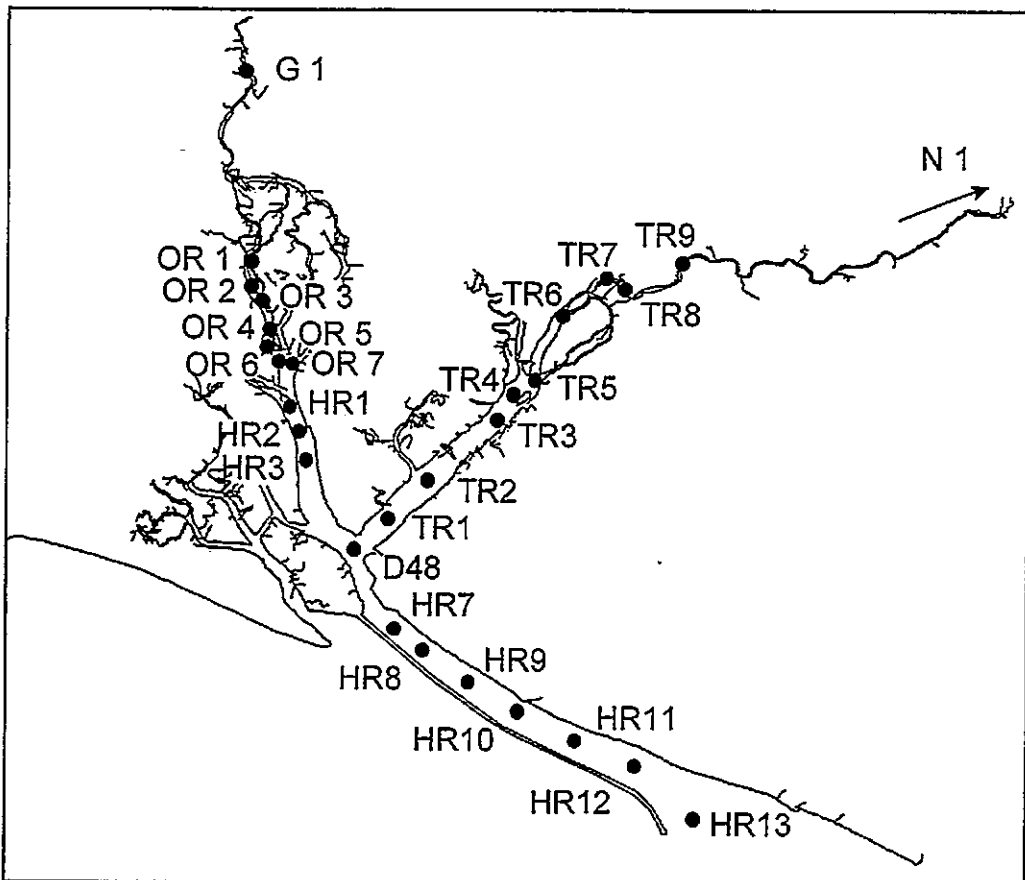 G 1
N 1
OR 1
TR7
TR9
OR 2
OR 3
TR6
TR8
OR 4
OR 5
OR 6
OR 7
TR4
TR5
HR1
TR3
HR2
HR3
TR2
TR1
D48
HR7
HR8
HR9
HR10
HR11
HR12
HR13